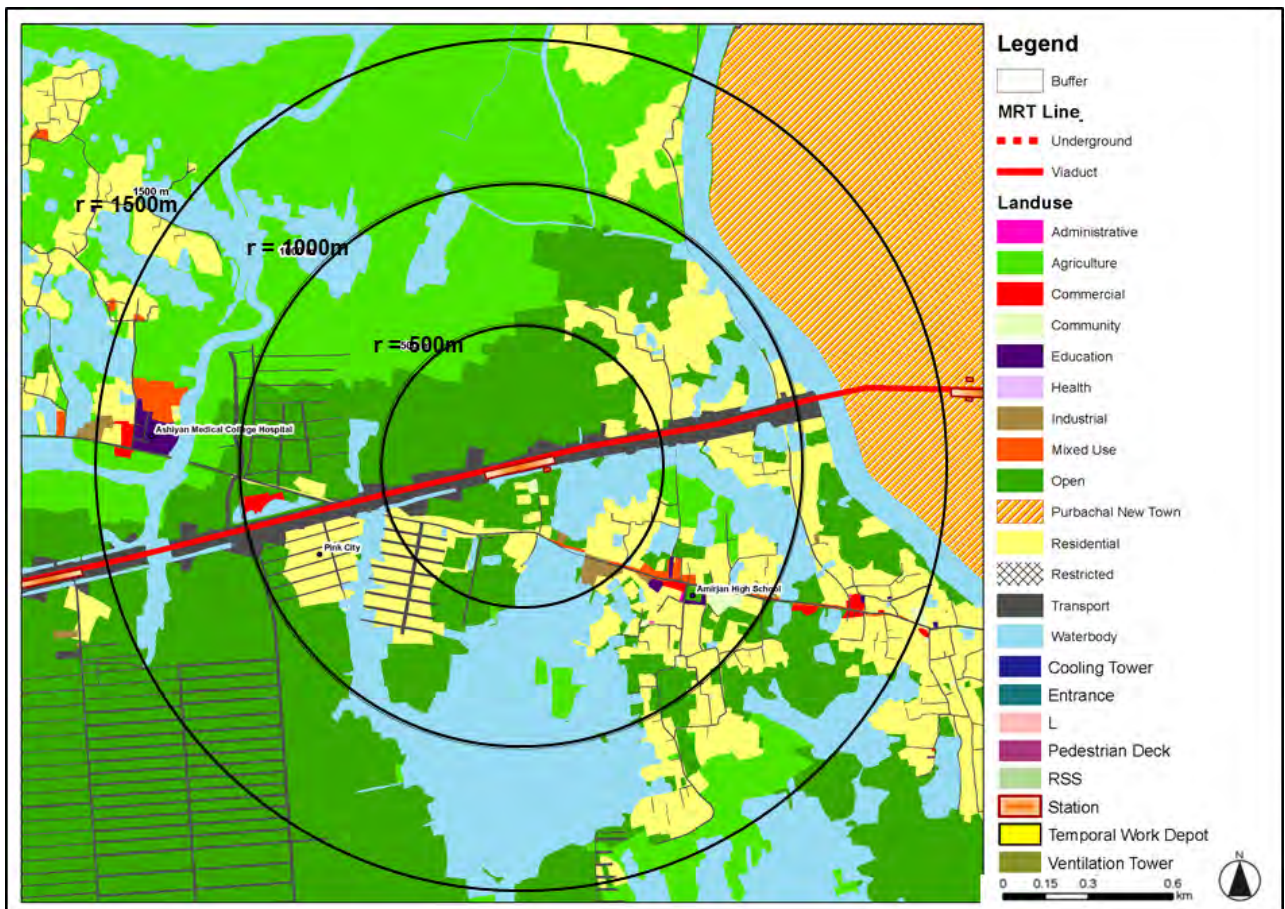 1500 m
r = 1500m
r = 1000m
1000 m
r = 500m
Ashiyan Medical College Hospital
Pink City
Amirjan High School
Legend
Buffer
MRT Line
Underground
Viaduct
Landuse
Administrative
Agriculture
Commercial
Community
Education
Health
Industrial
Mixed Use
Open
Purbachal New Town
Residential
Restricted
Transport
Waterbody
Cooling Tower
Entrance
L
Pedestrian Deck
RSS
Station
Temporal Work Depot
Ventilation Tower
N
0 0.15 0.3 0.6
km